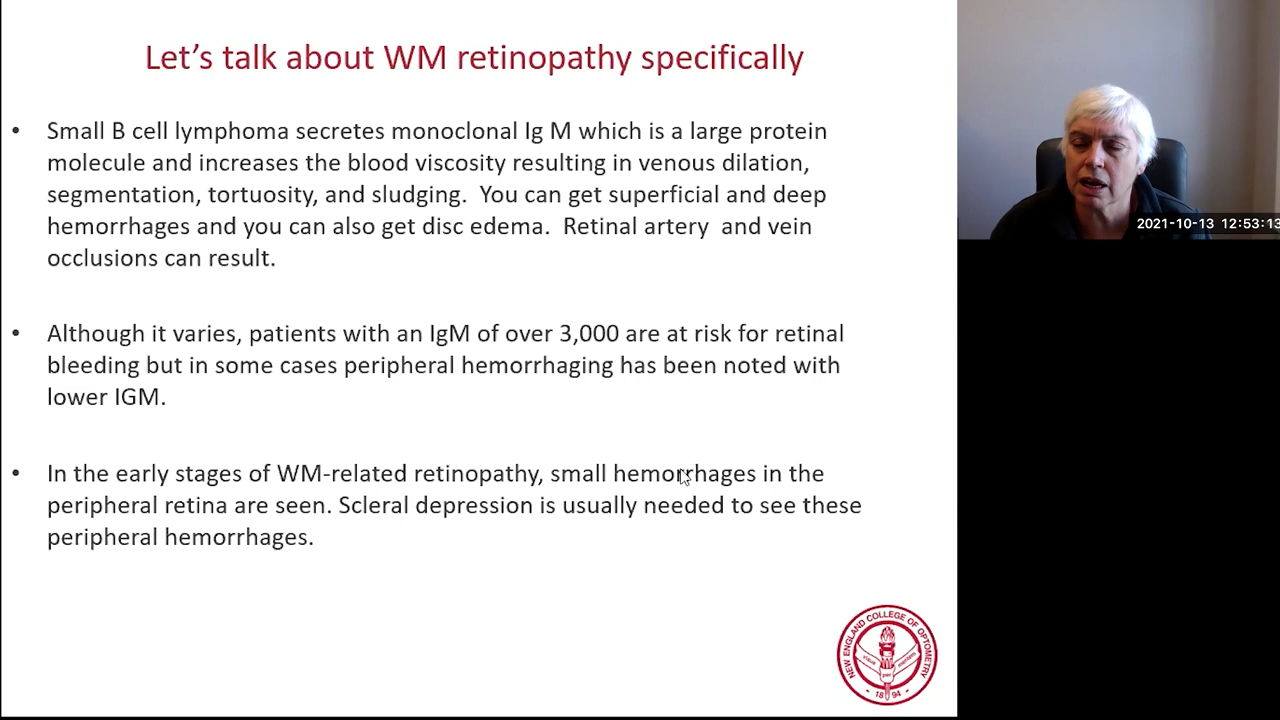 Let's talk about WM retinopathy specifically
• Small B cell lymphoma secretes monoclonal Ig M which is a large protein
molecule and increases the blood viscosity resulting in venous dilation,
segmentation, tortuosity, and sludging. You can get superficial and deep
hemorrhages and you can also get disc edema. Retinal artery and vein
occlusions can result.
• Although it varies, patients with an IgM of over 3,000 are at risk for retinal
bleeding but in some cases peripheral hemorrhaging has been noted with
lower IGM.
• In the early stages of WM-related retinopathy, small hemorrhages in the
peripheral retina are seen. Scleral depression is usually needed to see these
peripheral hemorrhages.
2021-10-13 12:53:13
NEW ENGLAND COLLEGE OF OPTOMETRY
1894